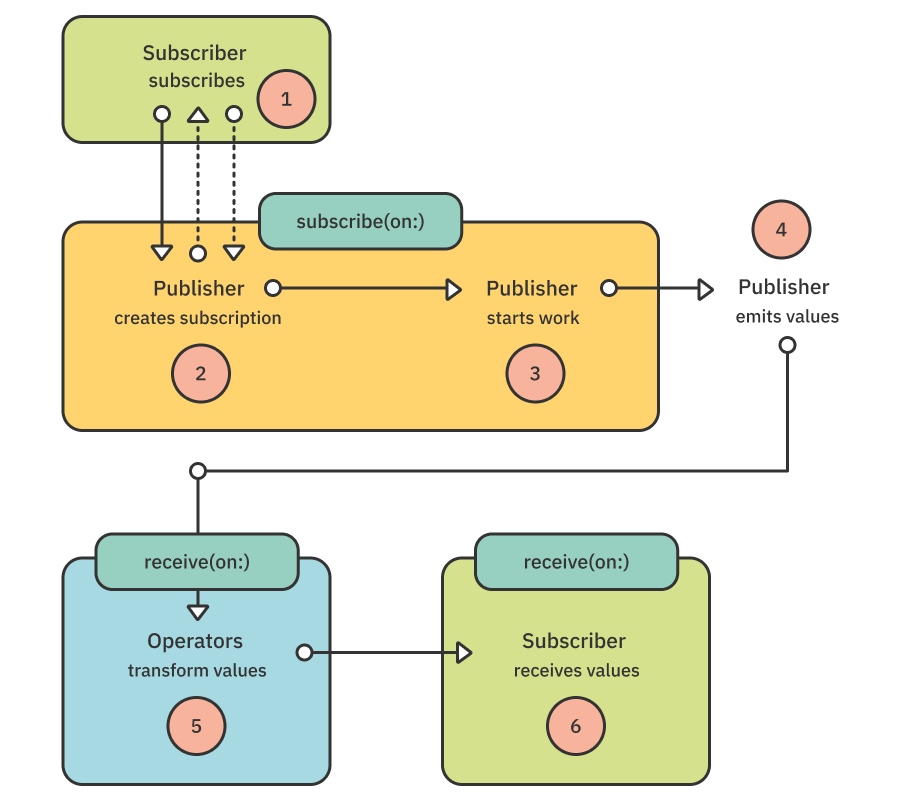 Subscriber
subscribes
1
subscribe(on:)
4
Publisher
creates subscription
2
Publisher
starts work
3
Publisher
emits values
receive(on:)
Operators
transform values
5
receive(on:)
Subscriber
receives values
6